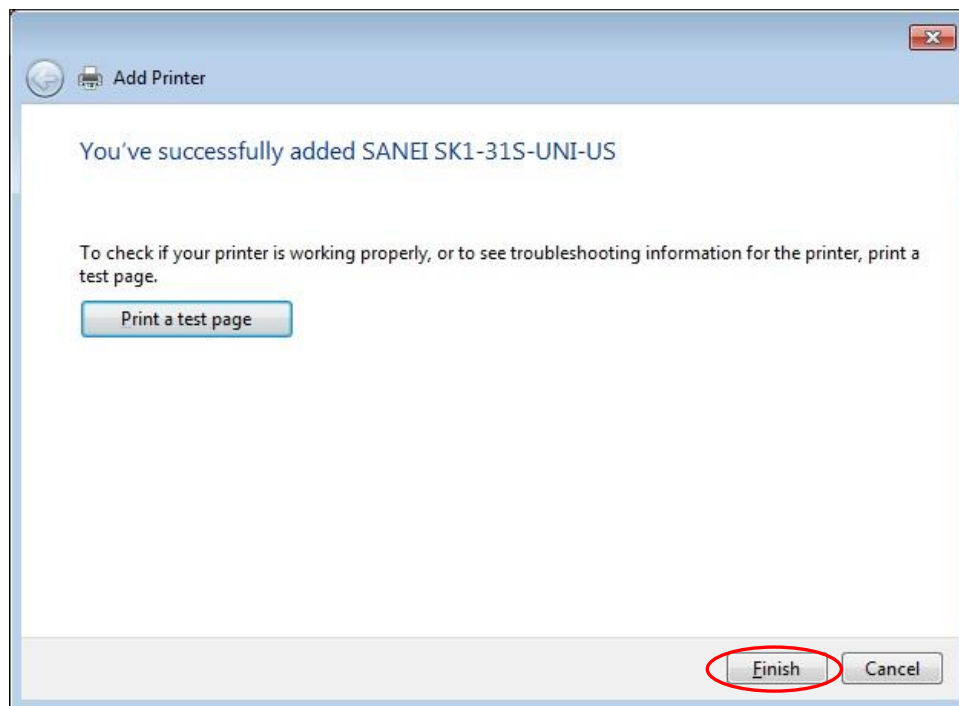 Add Printer
You've successfully added SANEI SK1-31S-UNI-US
To check if your printer is working properly, or to see troubleshooting information for the printer, print a
test page.
Print a test page
Finish
Cancel